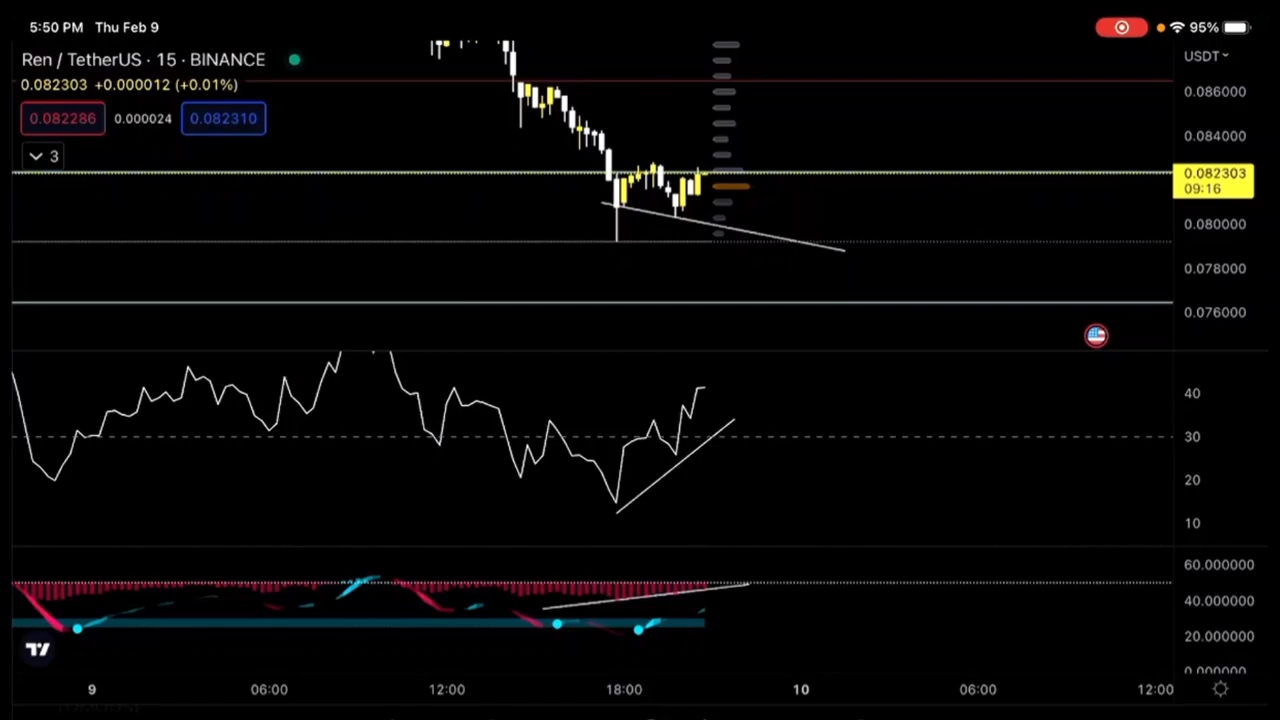 5:50 PM Thu Feb 9
95%
Ren / TetherUS · 15 · BINANCE
USDT
0.082303 +0.000012 (+0.01%)
0.086000
0.082286 0.000024 0.082310
0.084000
3
0.082303
09:16
0.080000
0.078000
0.076000
40
30
20
10
60.000000
40.000000
20.000000
0.000000
9 06:00 12:00 18:00 10 06:00 12:00